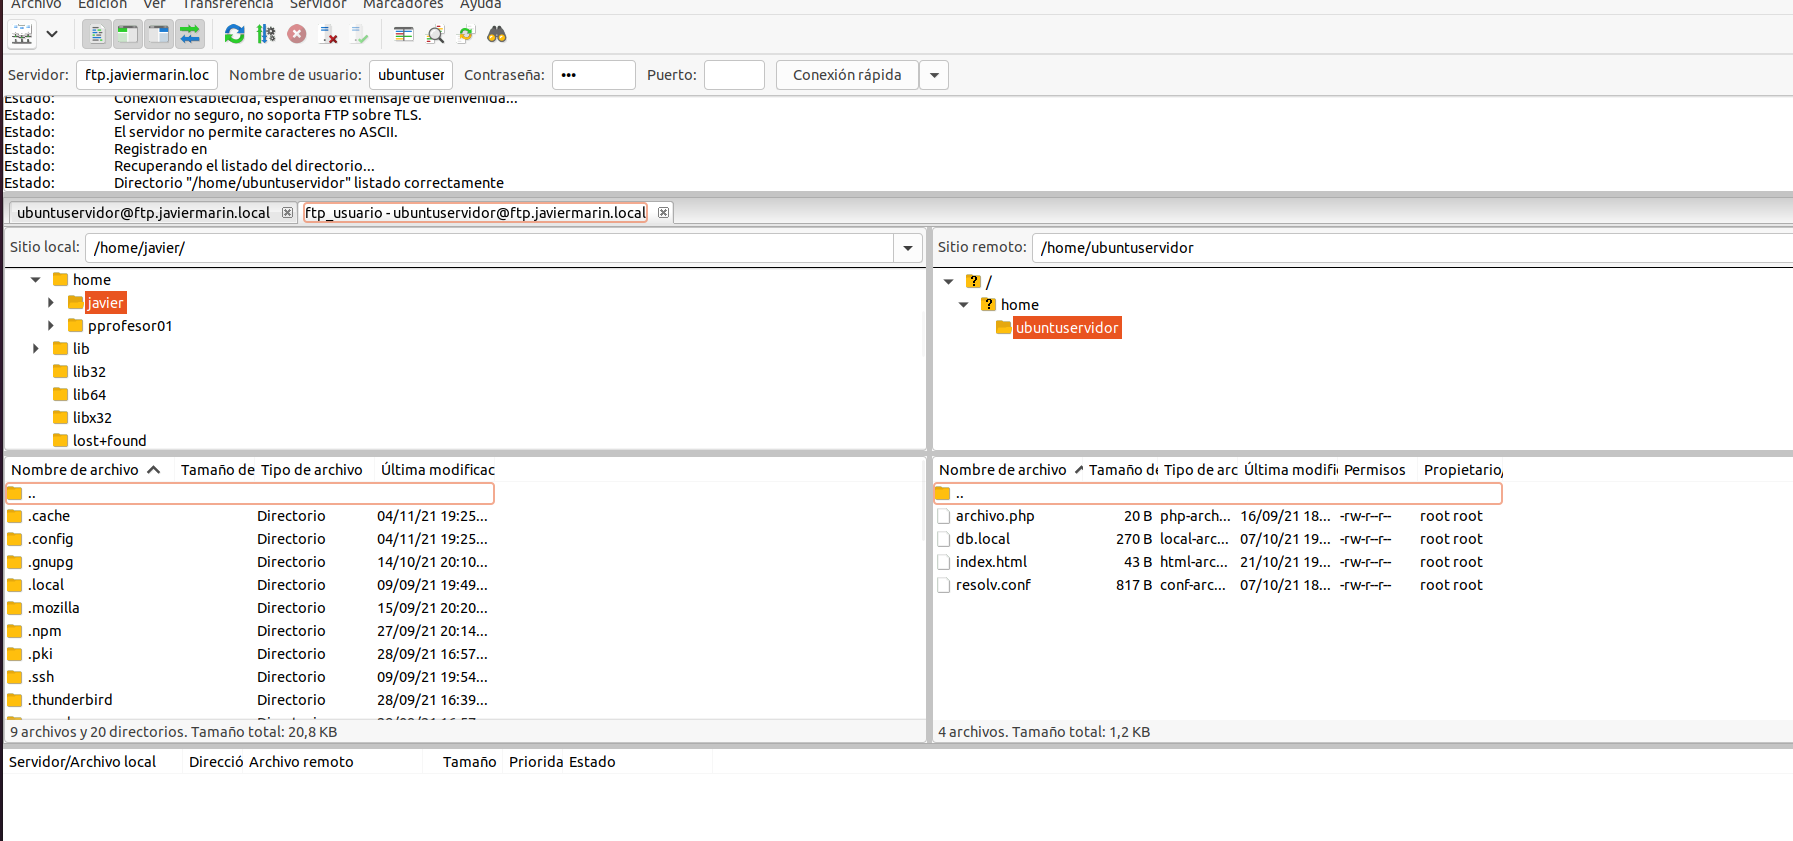 Archivo Edición Ver Transferencia Servidor Marcadores Ayuda
Servidor: ftp.javiermarin.loc Nombre de usuario: ubuntuser Contraseña: ••• Puerto: Conexión rápida
Estado: Conexión establecida, esperando el mensaje de bienvenida...
Estado: Servidor no seguro, no soporta FTP sobre TLS.
Estado: El servidor no permite caracteres no ASCII.
Estado: Registrado en
Estado: Recuperando el listado del directorio...
Estado: Directorio "/home/ubuntuservidor" listado correctamente
ubuntuservidor@ftp.javiermarin.local ftp_usuario - ubuntuservidor@ftp.javiermarin.local
Sitio local: /home/javier/
home
javier
pprofesor01
lib
lib32
lib64
libx32
lost+found
Nombre de archivo Tamaño de Tipo de archivo Última modificac
..
.cache Directorio 04/11/21 19:25...
.config Directorio 04/11/21 19:25...
.gnupg Directorio 14/10/21 20:10...
.local Directorio 09/09/21 19:49...
.mozilla Directorio 15/09/21 20:20...
.npm Directorio 27/09/21 20:14...
.pki Directorio 28/09/21 16:57...
.ssh Directorio 09/09/21 19:54...
.thunderbird Directorio 28/09/21 16:39...
9 archivos y 20 directorios. Tamaño total: 20,8 KB
Sitio remoto: /home/ubuntuservidor
/
home
ubuntuservidor
Nombre de archivo Tamaño de Tipo de arc Última modifi Permisos Propietario/
..
archivo.php 20 B php-arch... 16/09/21 18... -rw-r--r-- root root
db.local 270 B local-arc... 07/10/21 19... -rw-r--r-- root root
index.html 43 B html-arc... 21/10/21 19... -rw-r--r-- root root
resolv.conf 817 B conf-arc... 07/10/21 18... -rw-r--r-- root root
4 archivos. Tamaño total: 1,2 KB
Servidor/Archivo local Direcció Archivo remoto Tamaño Priorida Estado